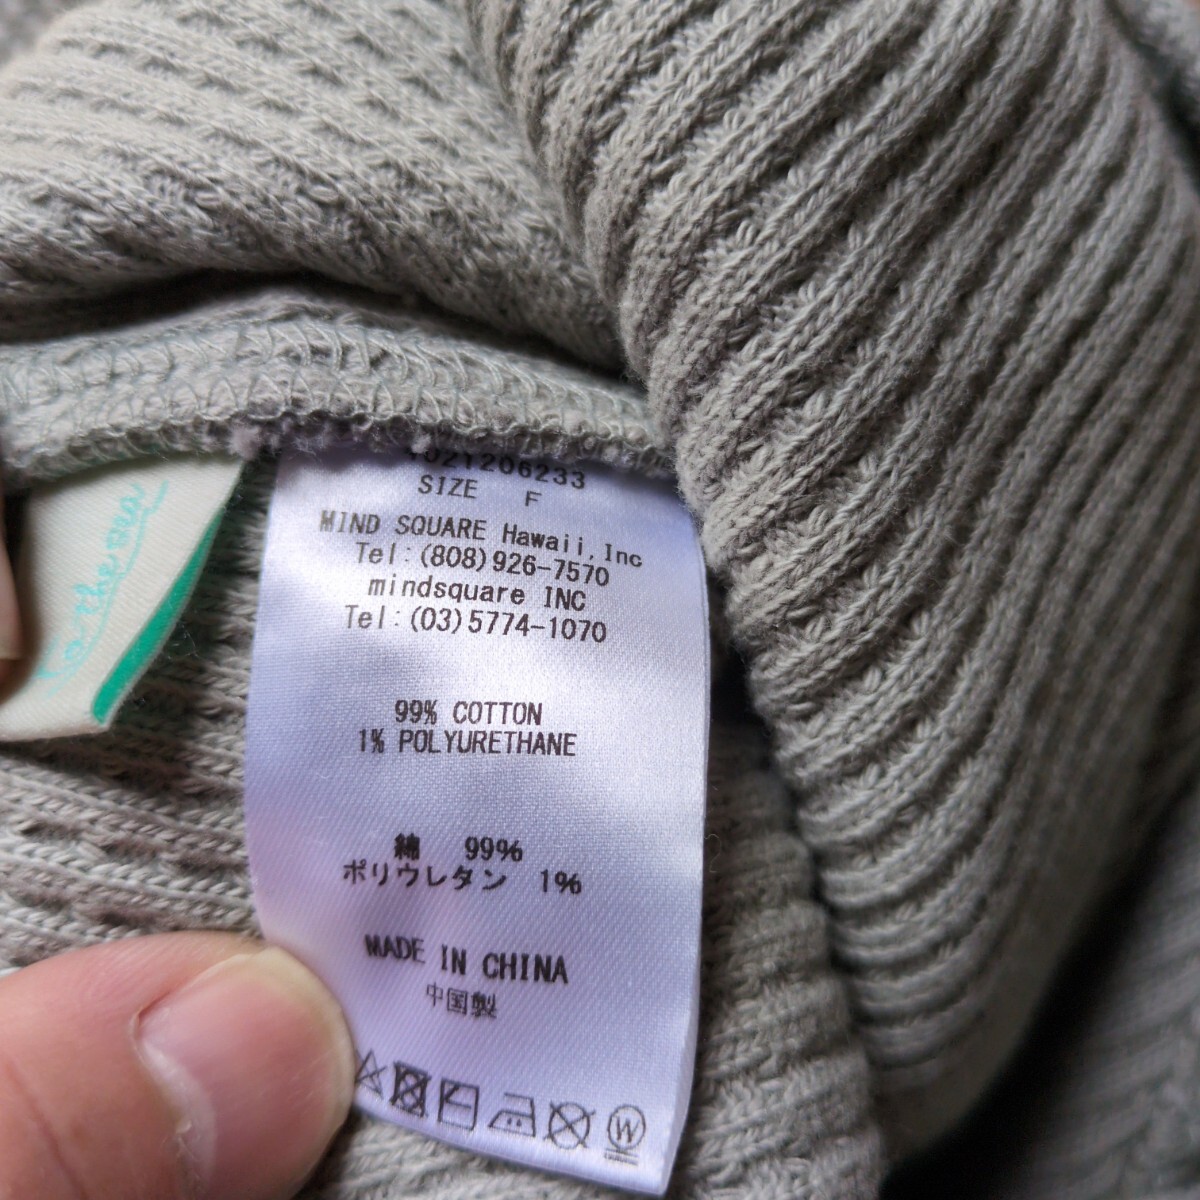 021206233
SIZE F
MIND SQUARE Hawaii, Inc
Tel:(808)926-7570
mindsquare INC
Tel:(03)5774-1070
99% COTTON
1% POLYURETHANE
綿 99%
ポリウレタン 1%
MADE IN CHINA
中国製
W